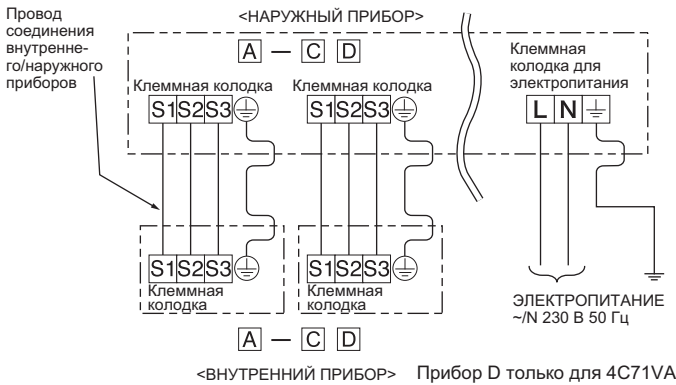 Провод
соединения
внутренне-
го/наружного
приборов
<НАРУЖНЫЙ ПРИБОР>
A — C D
Клеммная колодка
S1 S2 S3
Клеммная колодка
S1 S2 S3
Клеммная
колодка для
электропитания
L N
S1 S2 S3
Клеммная
колодка
S1 S2 S3
Клеммная
колодка
ЭЛЕКТРОПИТАНИЕ
~/N 230 В 50 Гц
A — C D
<ВНУТРЕННИЙ ПРИБОР>
Прибор D только для 4C71VA